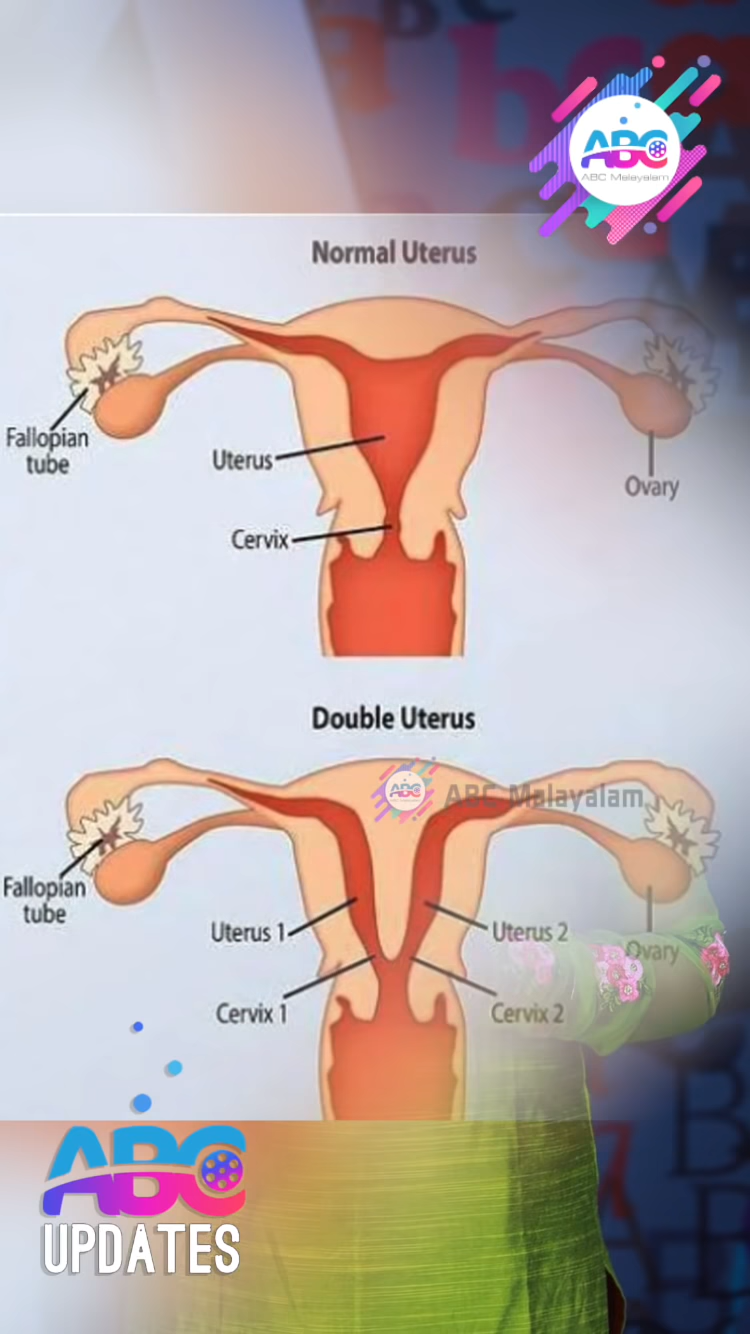 ABC
ABC Malayalam
Normal Uterus
Fallopian
tube
Uterus
Ovary
Cervix
Double Uterus
ABC
ABC Malayalam
Fallopian
tube
Uterus 1
Uterus 2
Ovary
Cervix 1
Cervix 2
ABC
UPDATES